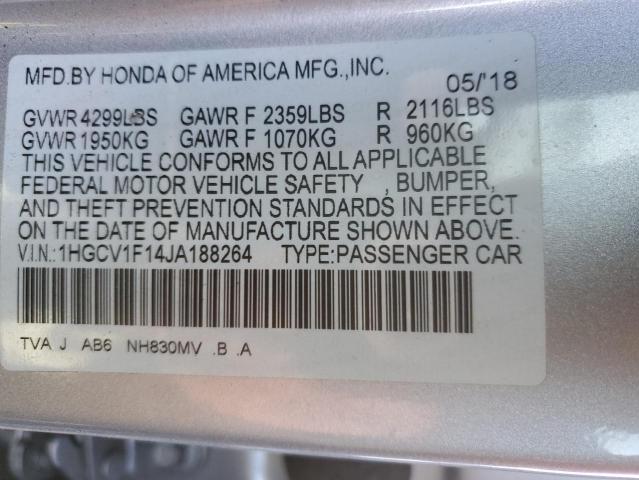 MFD.BY HONDA OF AMERICA MFG.,INC. 05/'18
GVWR 4299LBS GAWR F 2359LBS R 2116LBS
GVWR 1950KG GAWR F 1070KG R 960KG
THIS VEHICLE CONFORMS TO ALL APPLICABLE
FEDERAL MOTOR VEHICLE SAFETY , BUMPER,
AND THEFT PREVENTION STANDARDS IN EFFECT
ON THE DATE OF MANUFACTURE SHOWN ABOVE.
V.I.N.:1HGCV1F14JA188264 TYPE:PASSENGER CAR
TVA J AB6 NH830MV .B .A